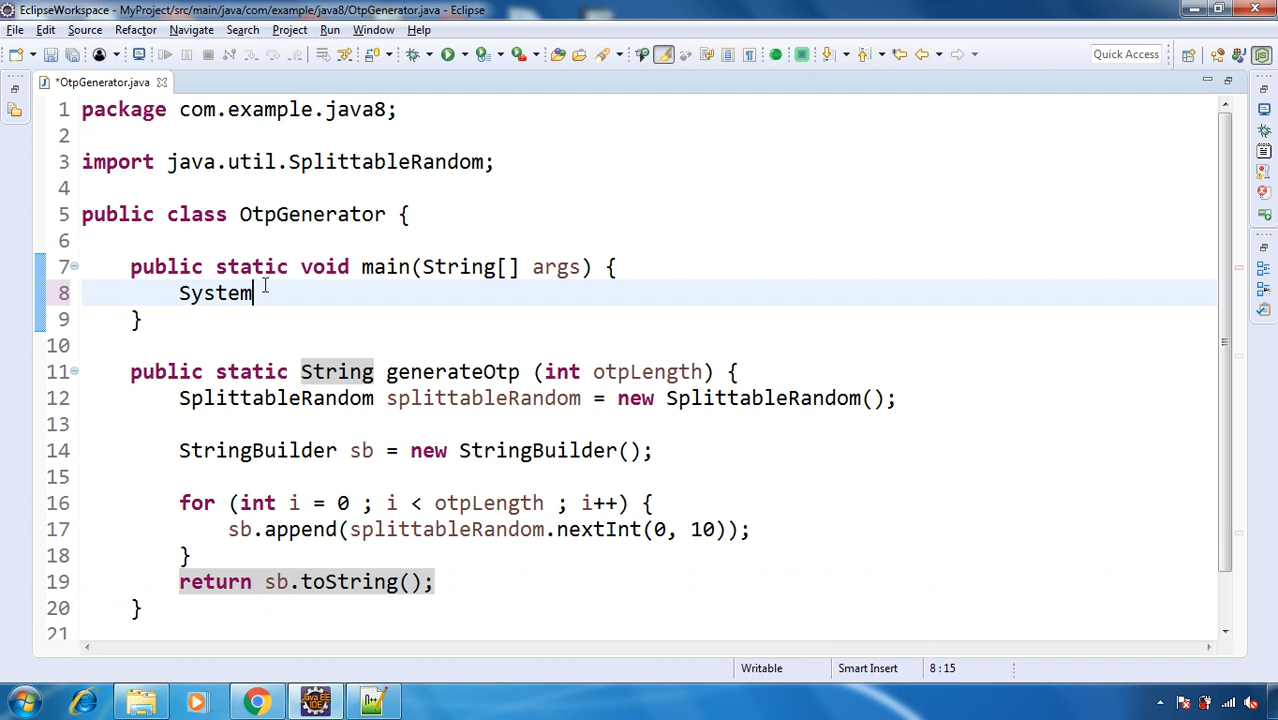 EclipseWorkspace - MyProject/src/main/java/com/example/java8/OtpGenerator.java - Eclipse
File Edit Source Refactor Navigate Search Project Run Window Help
Quick Access
*OtpGenerator.java
1 package com.example.java8;
2
3 import java.util.SplittableRandom;
4
5 public class OtpGenerator {
6
7 public static void main(String[] args) {
8 System
9 }
10
11 public static String generateOtp (int otpLength) {
12 SplittableRandom splittableRandom = new SplittableRandom();
13
14 StringBuilder sb = new StringBuilder();
15
16 for (int i = 0 ; i < otpLength ; i++) {
17 sb.append(splittableRandom.nextInt(0, 10));
18 }
19 return sb.toString();
20 }
21
Writable Smart Insert 8:15
Java EE
IDE